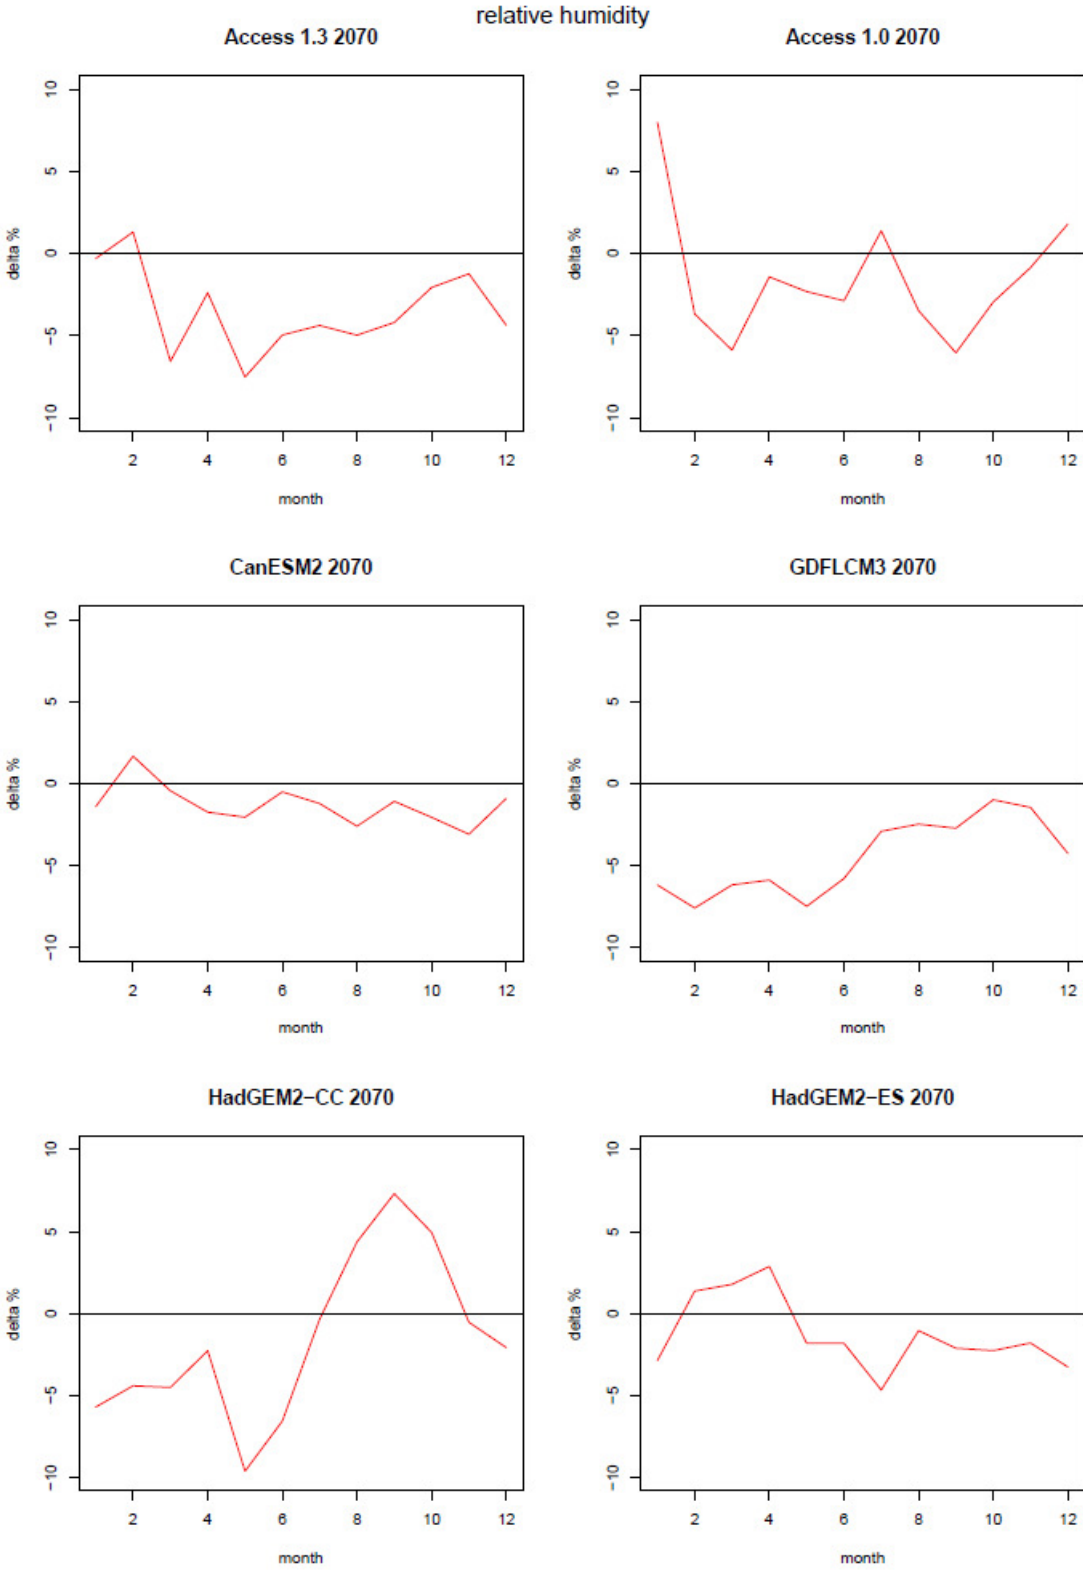 relative humidity
Access 1.3 2070
Access 1.0 2070
10
5
0
−5
−10
delta %
2 4 6 8 10 12
month
10
5
0
−5
−10
delta %
2 4 6 8 10 12
month
CanESM2 2070
GDFLCM3 2070
10
5
0
−5
−10
delta %
2 4 6 8 10 12
month
10
5
0
−5
−10
delta %
2 4 6 8 10 12
month
HadGEM2−CC 2070
HadGEM2−ES 2070
10
5
0
−5
−10
delta %
2 4 6 8 10 12
month
10
5
0
−5
−10
delta %
2 4 6 8 10 12
month